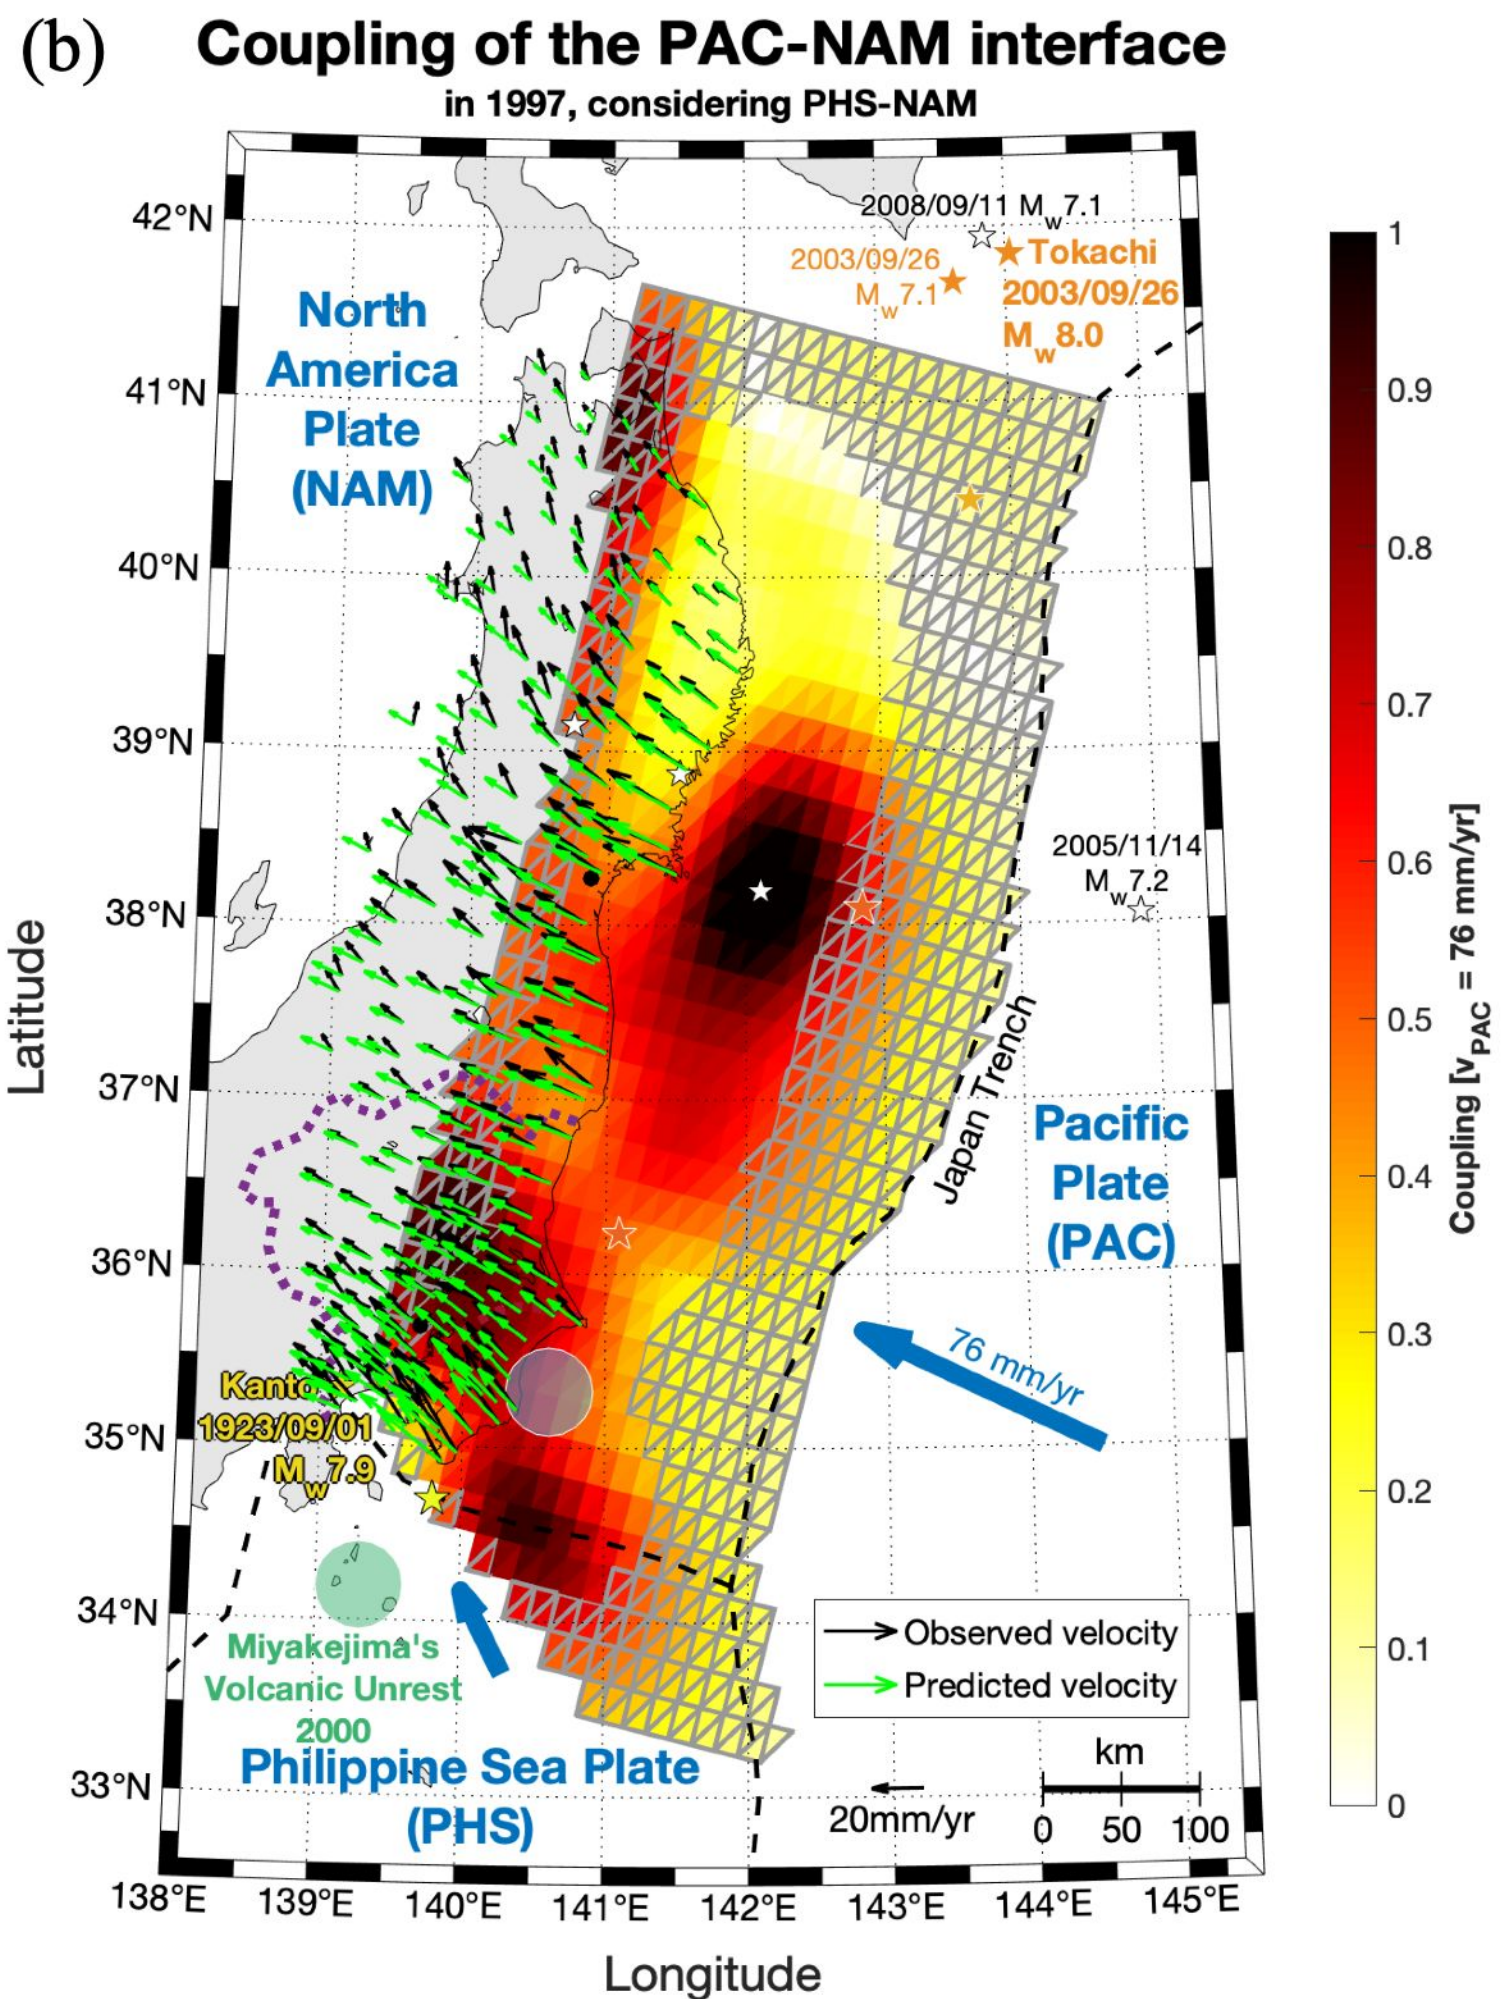 (b)
Coupling of the PAC-NAM interface
in 1997, considering PHS-NAM
42°N
41°N
40°N
39°N
38°N
37°N
36°N
35°N
34°N
33°N
Latitude
138°E
139°E
140°E
141°E
142°E
143°E
144°E
145°E
Longitude
North
America
Plate
(NAM)
2008/09/11 Mw7.1
2003/09/26
Mw7.1
Tokachi
2003/09/26
Mw8.0
2005/11/14
Mw7.2
Japan Trench
Pacific
Plate
(PAC)
76 mm/yr
Kanto
1923/09/01
Mw7.9
Miyakejima's
Volcanic Unrest
2000
Philippine Sea Plate
(PHS)
Observed velocity
Predicted velocity
20mm/yr
km
0 50 100
1
0.9
0.8
0.7
0.6
0.5
0.4
0.3
0.2
0.1
0
Coupling [vPAC = 76 mm/yr]